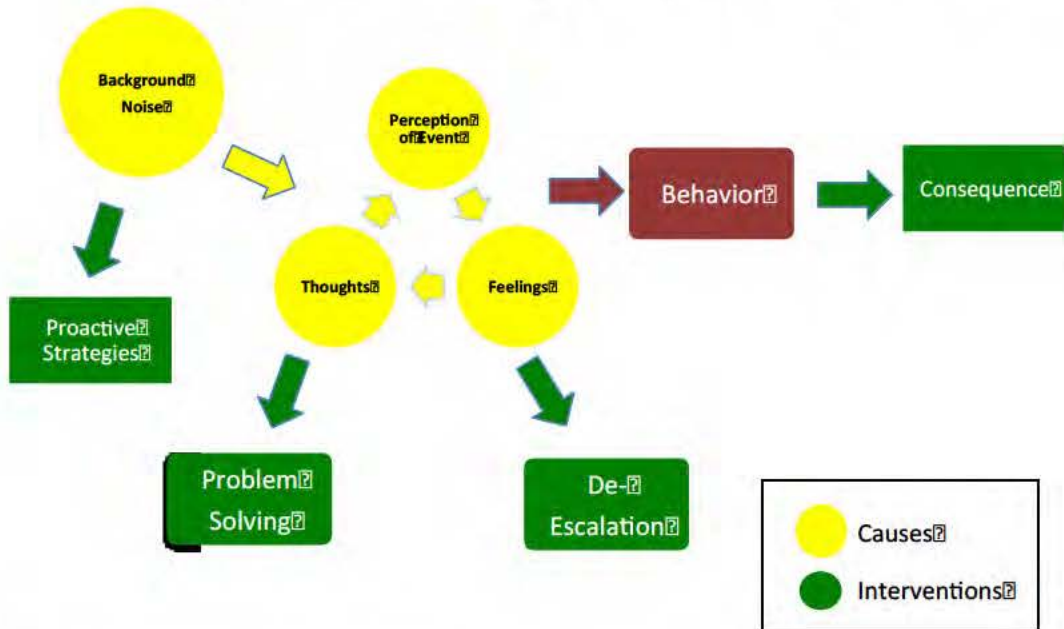 Background
Noise
Perception
of Event
Thoughts
Feelings
Behavior
Consequence
Proactive
Strategies
Problem
Solving
De-
Escalation
Causes
Interventions